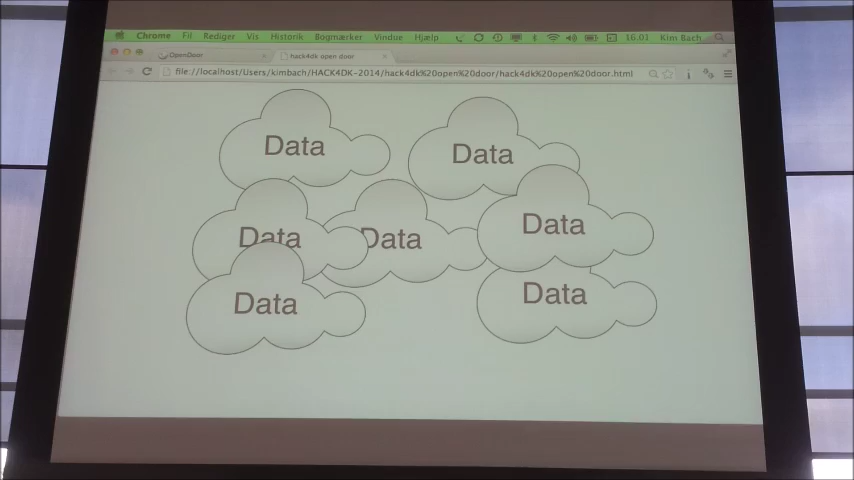 Chrome Fil Rediger Vis Historik Bogmærker Vindue Hjælp 16.01 Kim Bach
OpenDoor hack4dk open door
file://localhost/Users/kimbach/HACK4DK-2014/hack4dk%20open%20door/hack4dk%20open%20door.html
Data
Data
Data
Data
Data
Data
Data